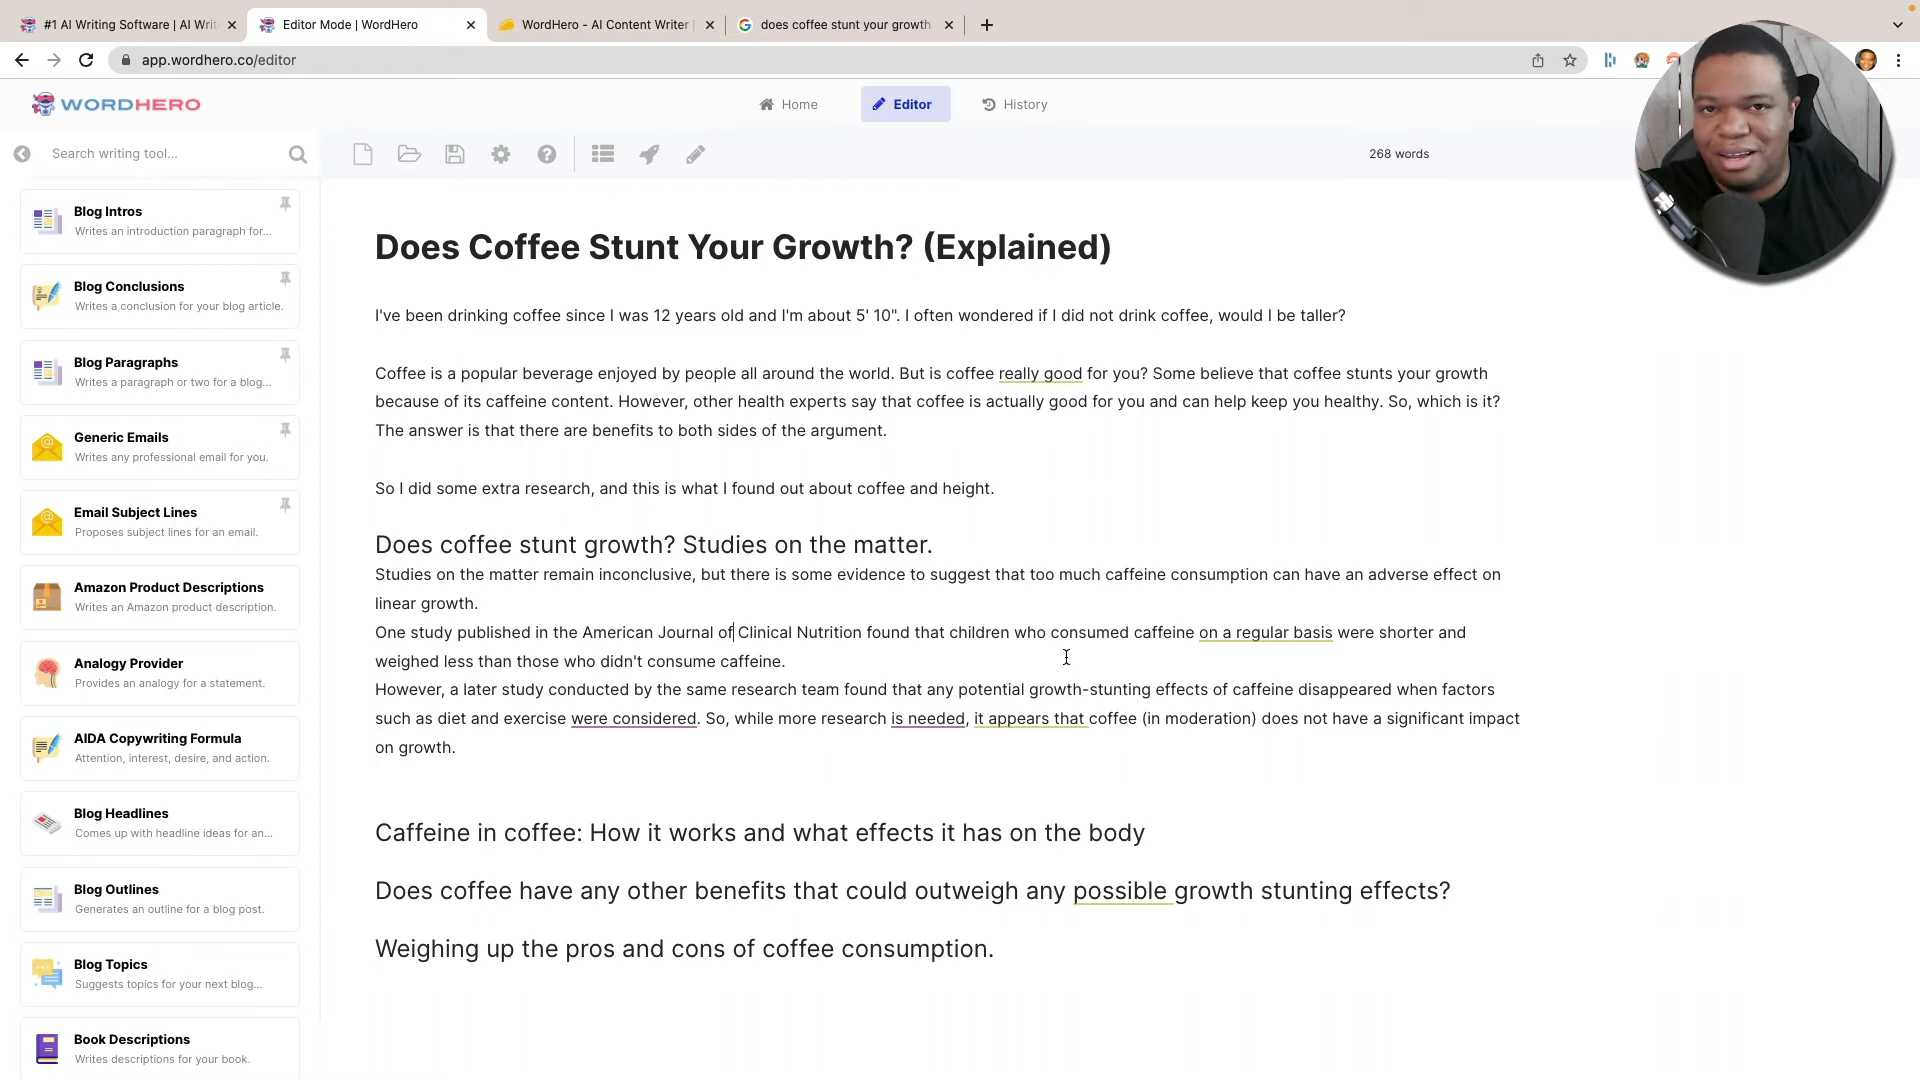 #1 AI Writing Software | AI Writ
Editor Mode | WordHero
WordHero - AI Content Writer |
does coffee stunt your growth
app.wordhero.co/editor
WORDHERO
Home
Editor
History
Search writing tool...
268 words
Blog Intros
Writes an introduction paragraph for...
Blog Conclusions
Writes a conclusion for your blog article.
Blog Paragraphs
Writes a paragraph or two for a blog...
Generic Emails
Writes any professional email for you.
Email Subject Lines
Proposes subject lines for an email.
Amazon Product Descriptions
Writes an Amazon product description.
Analogy Provider
Provides an analogy for a statement.
AIDA Copywriting Formula
Attention, interest, desire, and action.
Blog Headlines
Comes up with headline ideas for an...
Blog Outlines
Generates an outline for a blog post.
Blog Topics
Suggests topics for your next blog...
Book Descriptions
Writes descriptions for your book.
Does Coffee Stunt Your Growth? (Explained)
I've been drinking coffee since I was 12 years old and I'm about 5' 10". I often wondered if I did not drink coffee, would I be taller?
Coffee is a popular beverage enjoyed by people all around the world. But is coffee really good for you? Some believe that coffee stunts your growth
because of its caffeine content. However, other health experts say that coffee is actually good for you and can help keep you healthy. So, which is it?
The answer is that there are benefits to both sides of the argument.
So I did some extra research, and this is what I found out about coffee and height.
Does coffee stunt growth? Studies on the matter.
Studies on the matter remain inconclusive, but there is some evidence to suggest that too much caffeine consumption can have an adverse effect on
linear growth.
One study published in the American Journal of Clinical Nutrition found that children who consumed caffeine on a regular basis were shorter and
weighed less than those who didn't consume caffeine.
However, a later study conducted by the same research team found that any potential growth-stunting effects of caffeine disappeared when factors
such as diet and exercise were considered. So, while more research is needed, it appears that coffee (in moderation) does not have a significant impact
on growth.
Caffeine in coffee: How it works and what effects it has on the body
Does coffee have any other benefits that could outweigh any possible growth stunting effects?
Weighing up the pros and cons of coffee consumption.